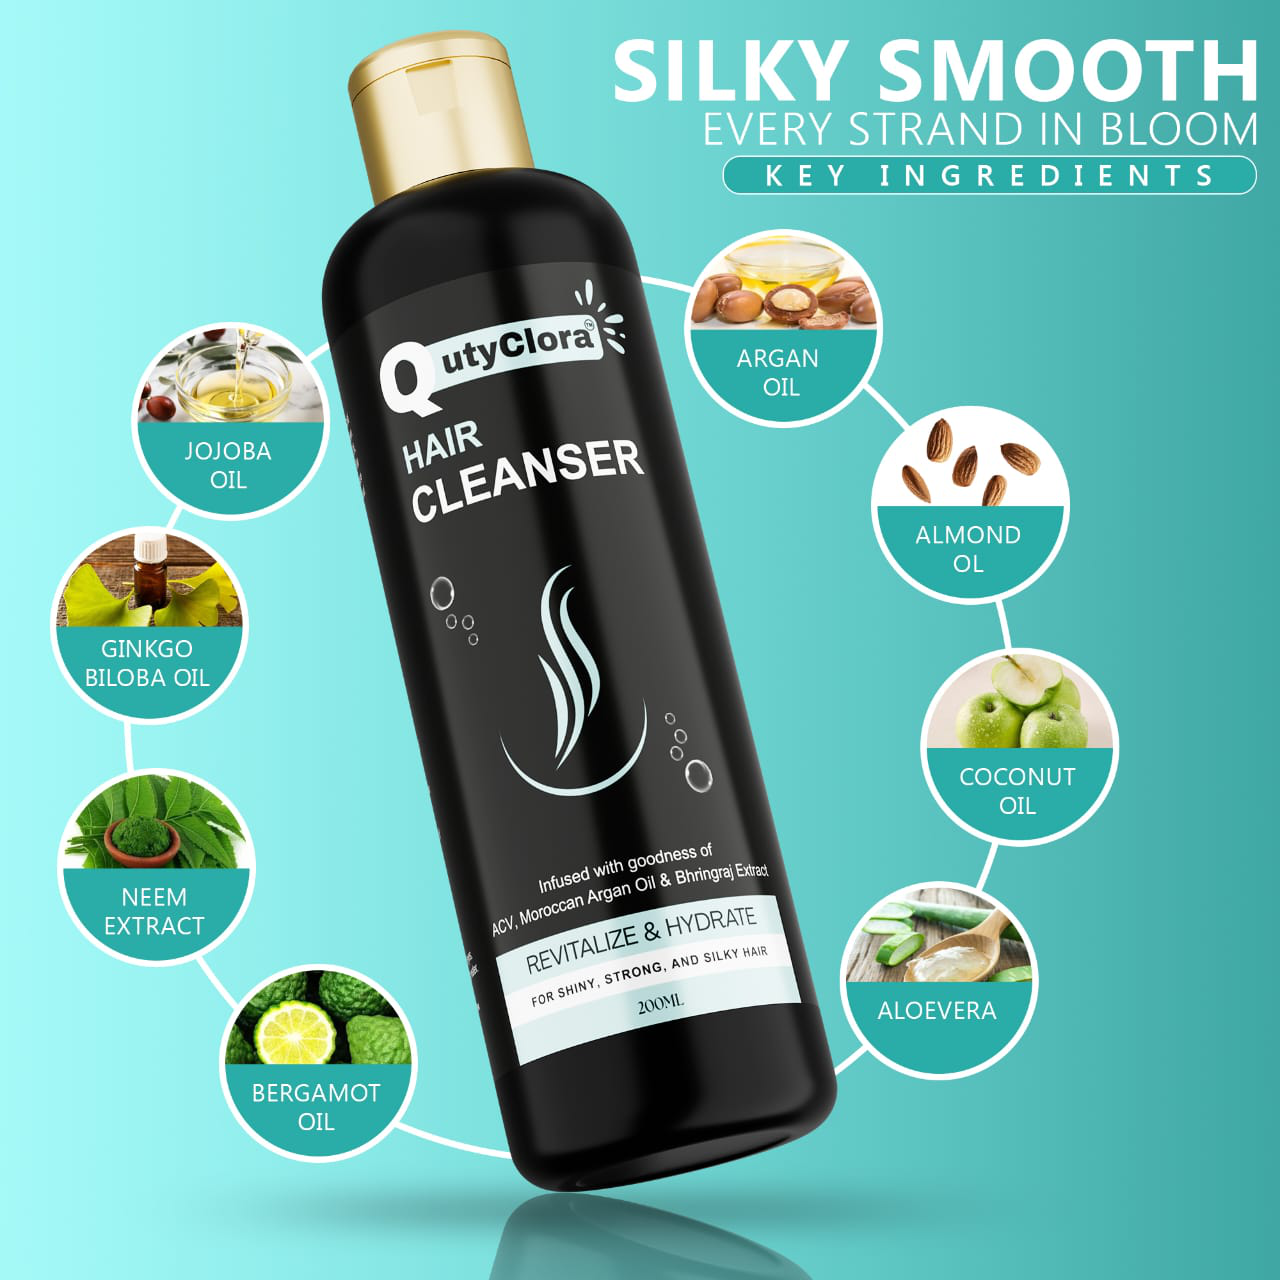 SILKY SMOOTH
EVERY STRAND IN BLOOM
KEY INGREDIENTS
QutyClora™
HAIR
CLEANSER
Infused with goodness of
ACV, Moroccan Argan Oil & Bhringraj Extract
REVITALIZE & HYDRATE
FOR SHINY, STRONG, AND SILKY HAIR
200ML
JOJOBA
OIL
GINKGO
BILOBA OIL
NEEM
EXTRACT
BERGAMOT
OIL
ARGAN
OIL
ALMOND
OL
COCONUT
OIL
ALOEVERA